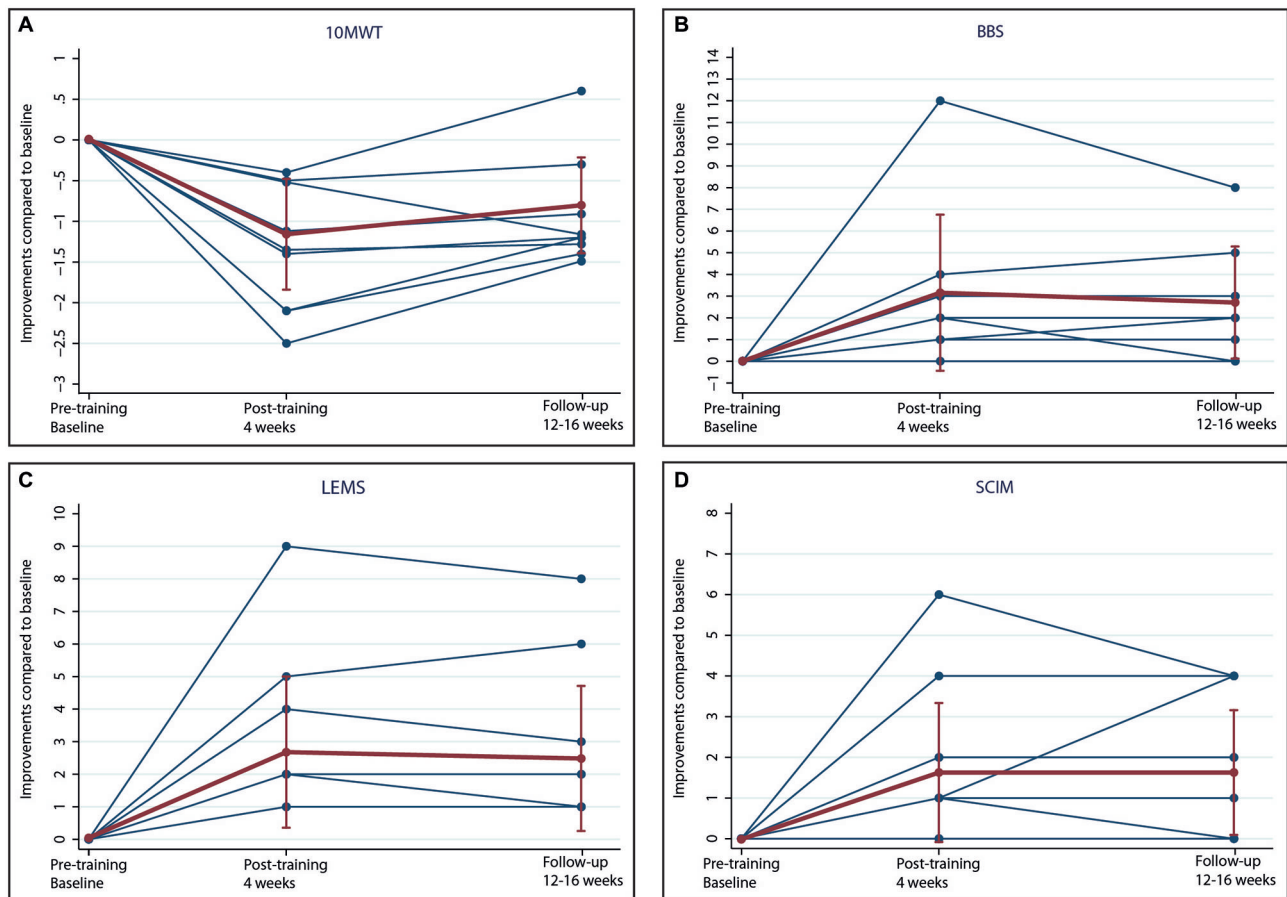 A
10MWT
Improvements compared to baseline
1
.5
0
-.5
-1
-1.5
-2
-2.5
-3
Pre-training
Baseline
Post-training
4 weeks
Follow-up
12-16 weeks
B
BBS
Improvements compared to baseline
14
13
12
11
10
9
8
7
6
5
4
3
2
1
0
-1
Pre-training
Baseline
Post-training
4 weeks
Follow-up
12-16 weeks
C
LEMS
Improvements compared to baseline
10
9
8
7
6
5
4
3
2
1
0
Pre-training
Baseline
Post-training
4 weeks
Follow-up
12-16 weeks
D
SCIM
Improvements compared to baseline
8
7
6
5
4
3
2
1
0
Pre-training
Baseline
Post-training
4 weeks
Follow-up
12-16 weeks